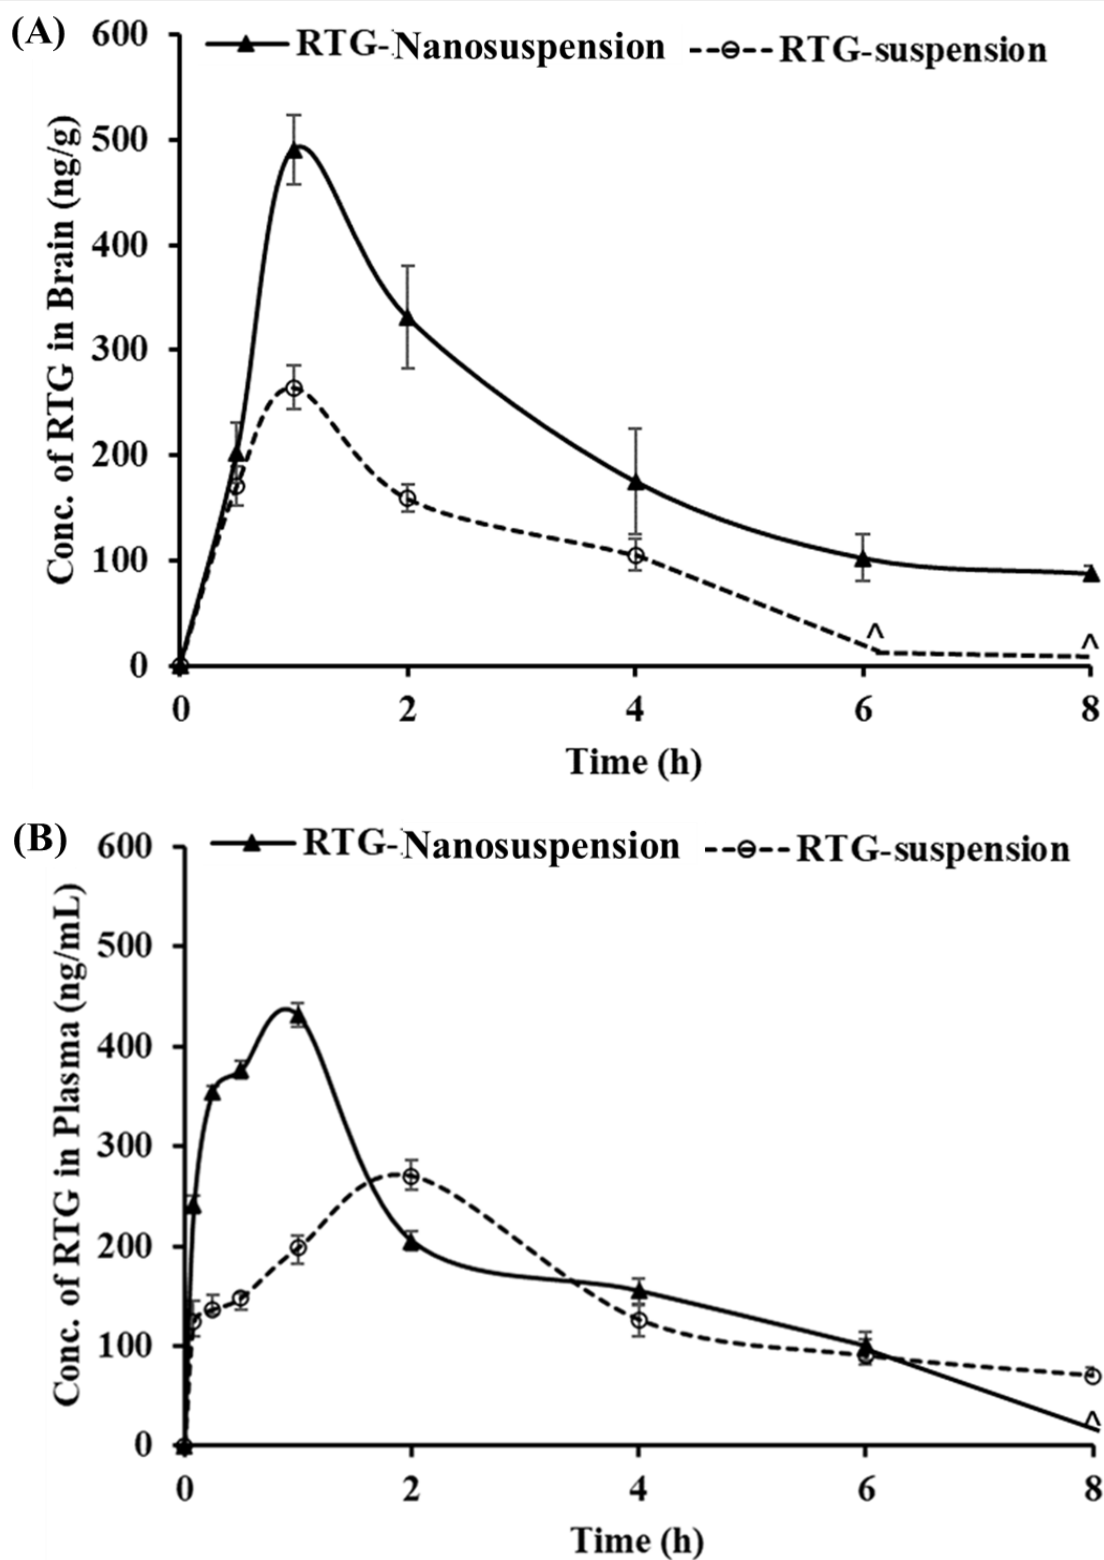 (A)
RTG-Nanosuspension RTG-suspension
Conc. of RTG in Brain (ng/g)
600
500
400
300
200
100
0
^ ^
0 2 4 6 8
Time (h)
(B)
RTG-Nanosuspension RTG-suspension
Conc. of RTG in Plasma (ng/mL)
600
500
400
300
200
100
0
^
0 2 4 6 8
Time (h)